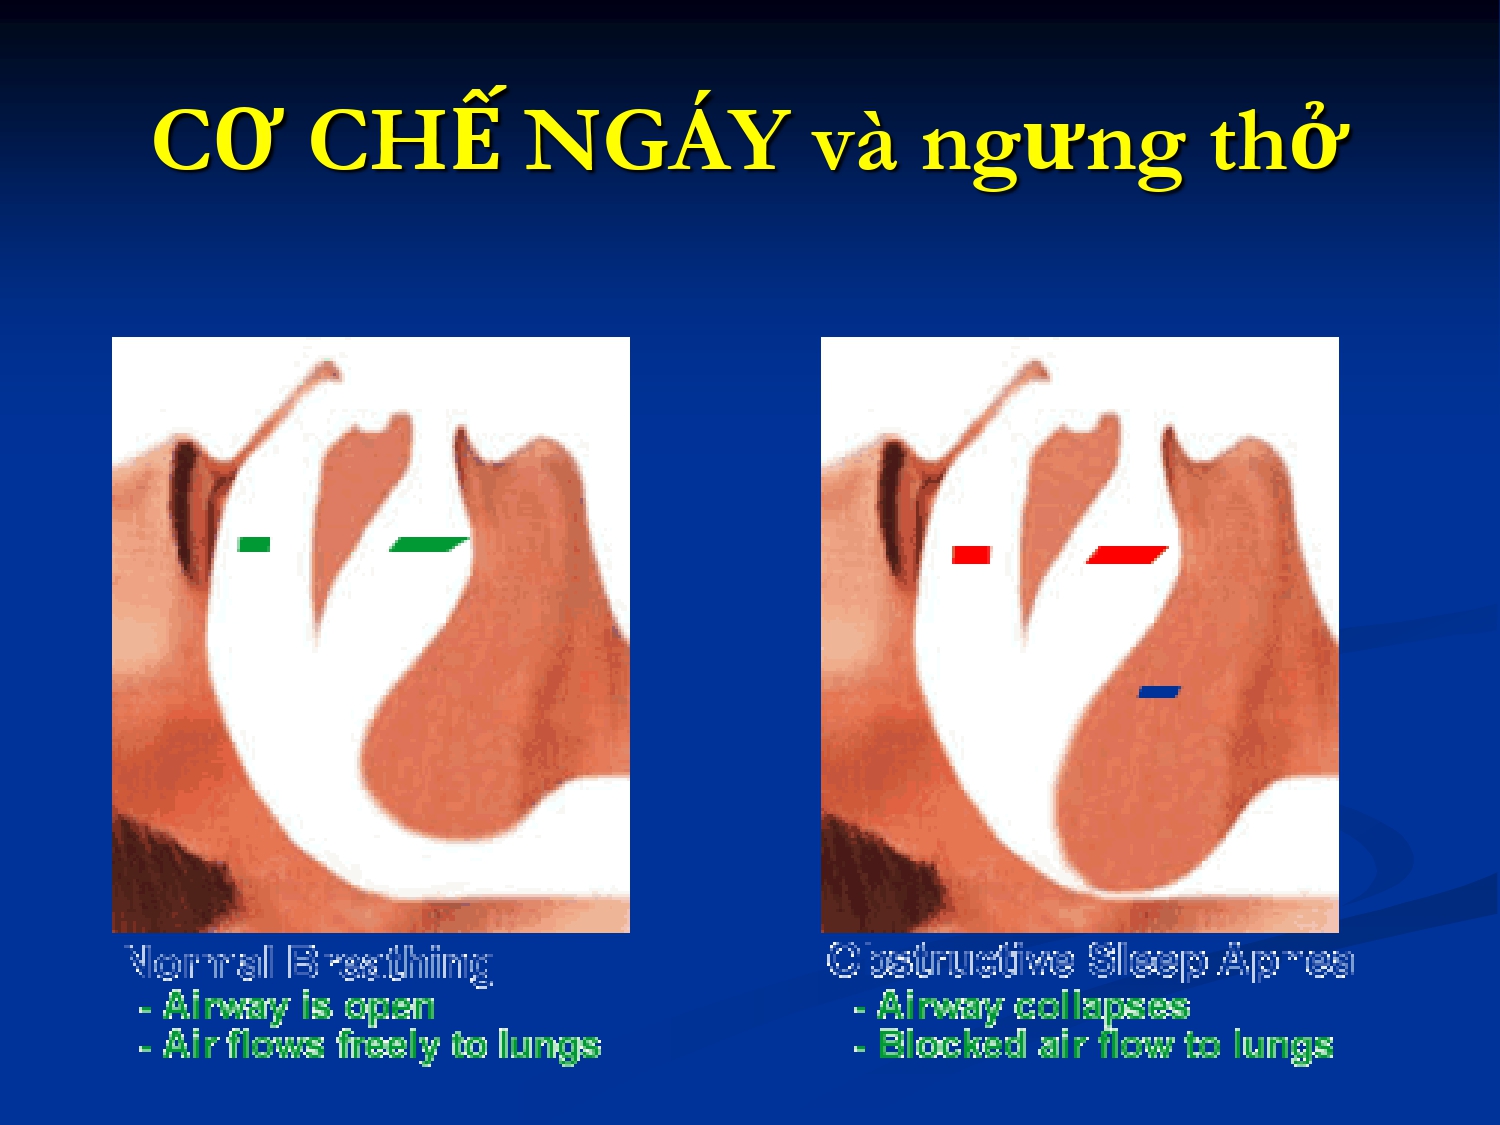 CƠ CHẾ NGÁY và ngưng thở
Normal Breathing
- Airway is open
- Air flows freely to lungs
Obstructive Sleep Apnea
- Airway collapses
- Blocked air flow to lungs